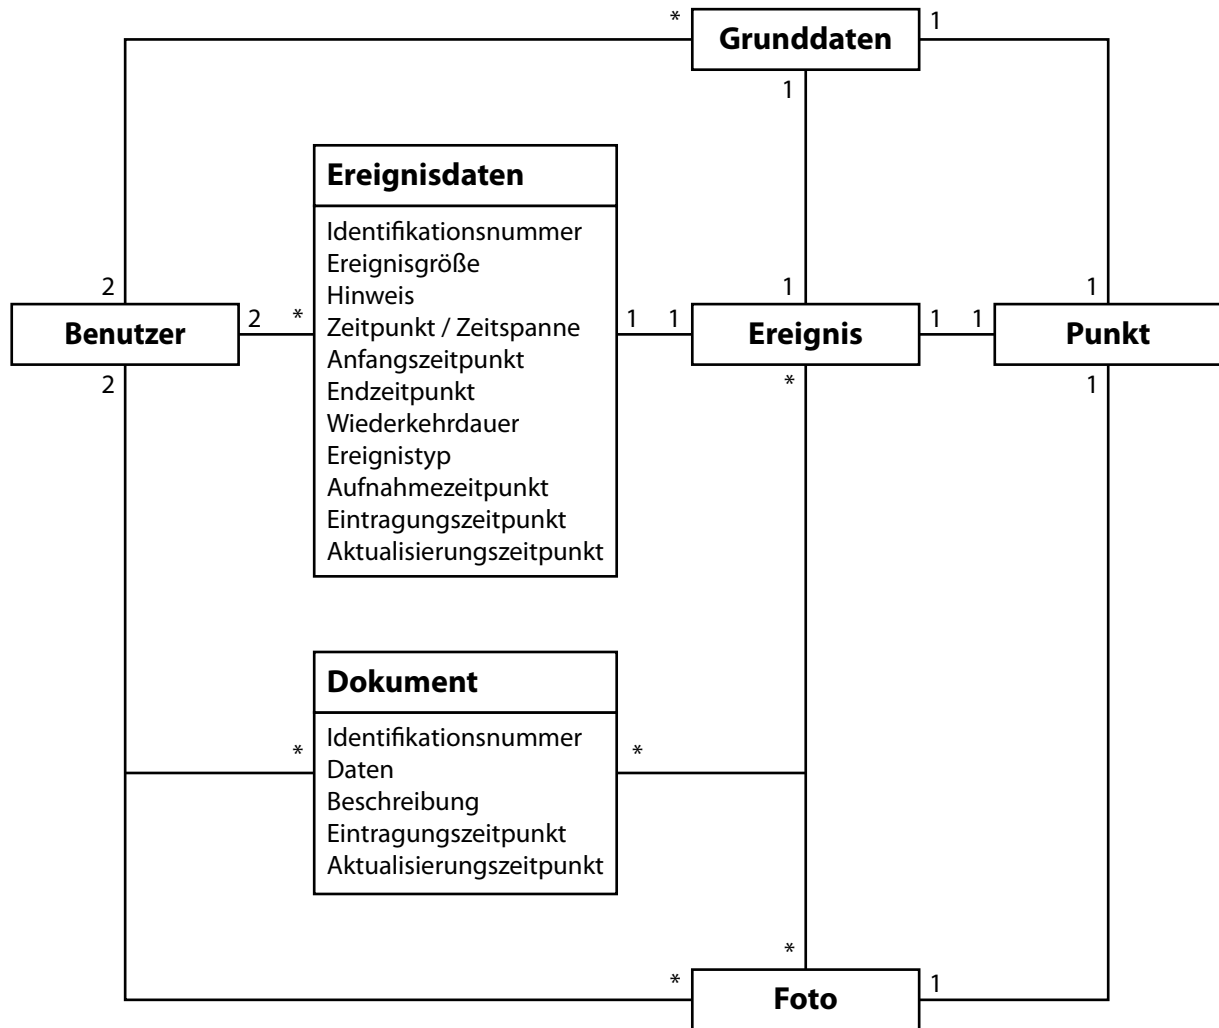 *
Grunddaten
1
1
Ereignisdaten
Identifikationsnummer
Ereignisgröße
Hinweis
Zeitpunkt / Zeitspanne
Anfangszeitpunkt
Endzeitpunkt
Wiederkehrdauer
Ereignistyp
Aufnahmezeitpunkt
Eintragungszeitpunkt
Aktualisierungszeitpunkt
2
Benutzer
2
2
*
1
1
1
Ereignis
*
1
1
1
Punkt
1
Dokument
Identifikationsnummer
Daten
Beschreibung
Eintragungszeitpunkt
Aktualisierungszeitpunkt
*
*
*
*
Foto
1